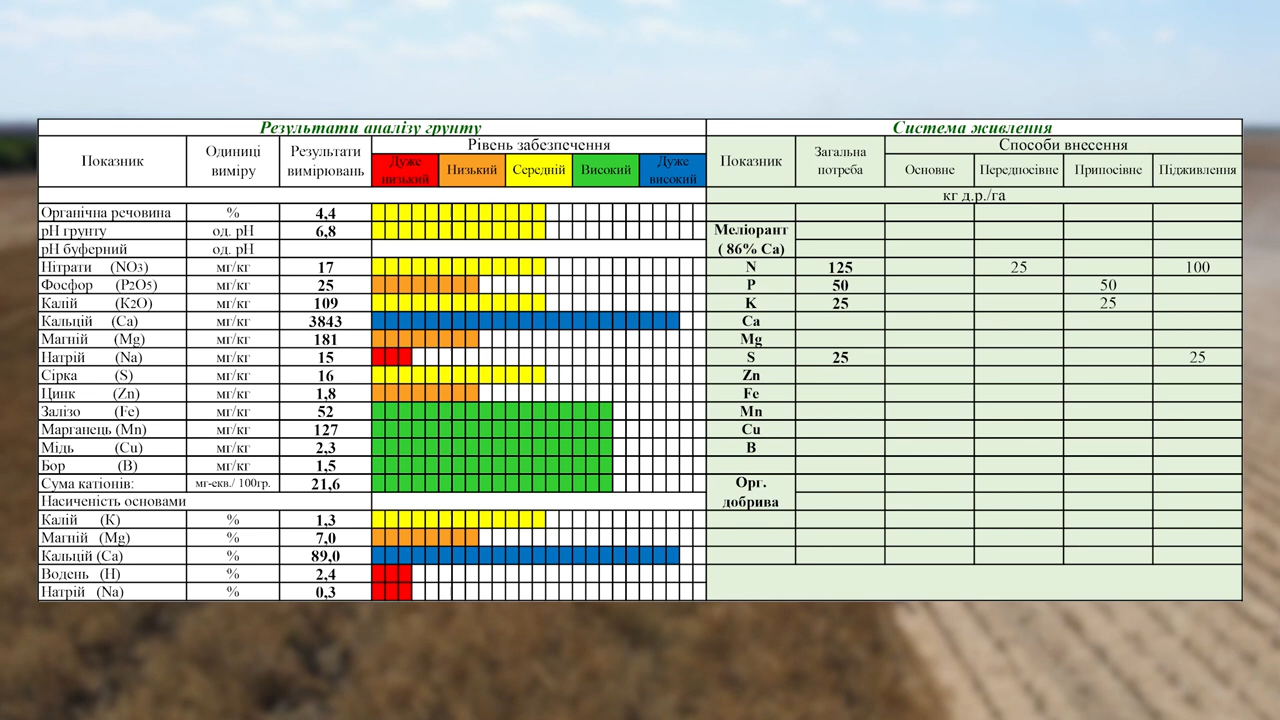 Результати аналізу грунту
Система живлення
Показник
Одиниці виміру
Результати вимірювань
Рівень забезпечення
Дуже низький
Низький
Середній
Високий
Дуже високий
Показник
Загальна потреба
Способи внесення
Основне
Передпосівне
Припосівне
Підживлення
кг д.р./га
Органічна речовина % 4,4
pH грунту од. pH 6,8 Меліорант
pH буферний од. pH ( 86% Ca)
Нітрати (NO3) мг/кг 17 N 125 25 100
Фосфор (P2O5) мг/кг 25 P 50 50
Калій (K2O) мг/кг 109 K 25 25
Кальцій (Ca) мг/кг 3843 Ca
Магній (Mg) мг/кг 181 Mg
Натрій (Na) мг/кг 15 S 25 25
Сірка (S) мг/кг 16 Zn
Цинк (Zn) мг/кг 1,8 Fe
Залізо (Fe) мг/кг 52 Mn
Марганець (Mn) мг/кг 127 Cu
Мідь (Cu) мг/кг 2,3 B
Бор (B) мг/кг 1,5
Сума катіонів: мг-екв./ 100гр. 21,6 Орг.
Насиченість основами добрива
Калій (K) % 1,3
Магній (Mg) % 7,0
Кальцій (Ca) % 89,0
Водень (H) % 2,4
Натрій (Na) % 0,3